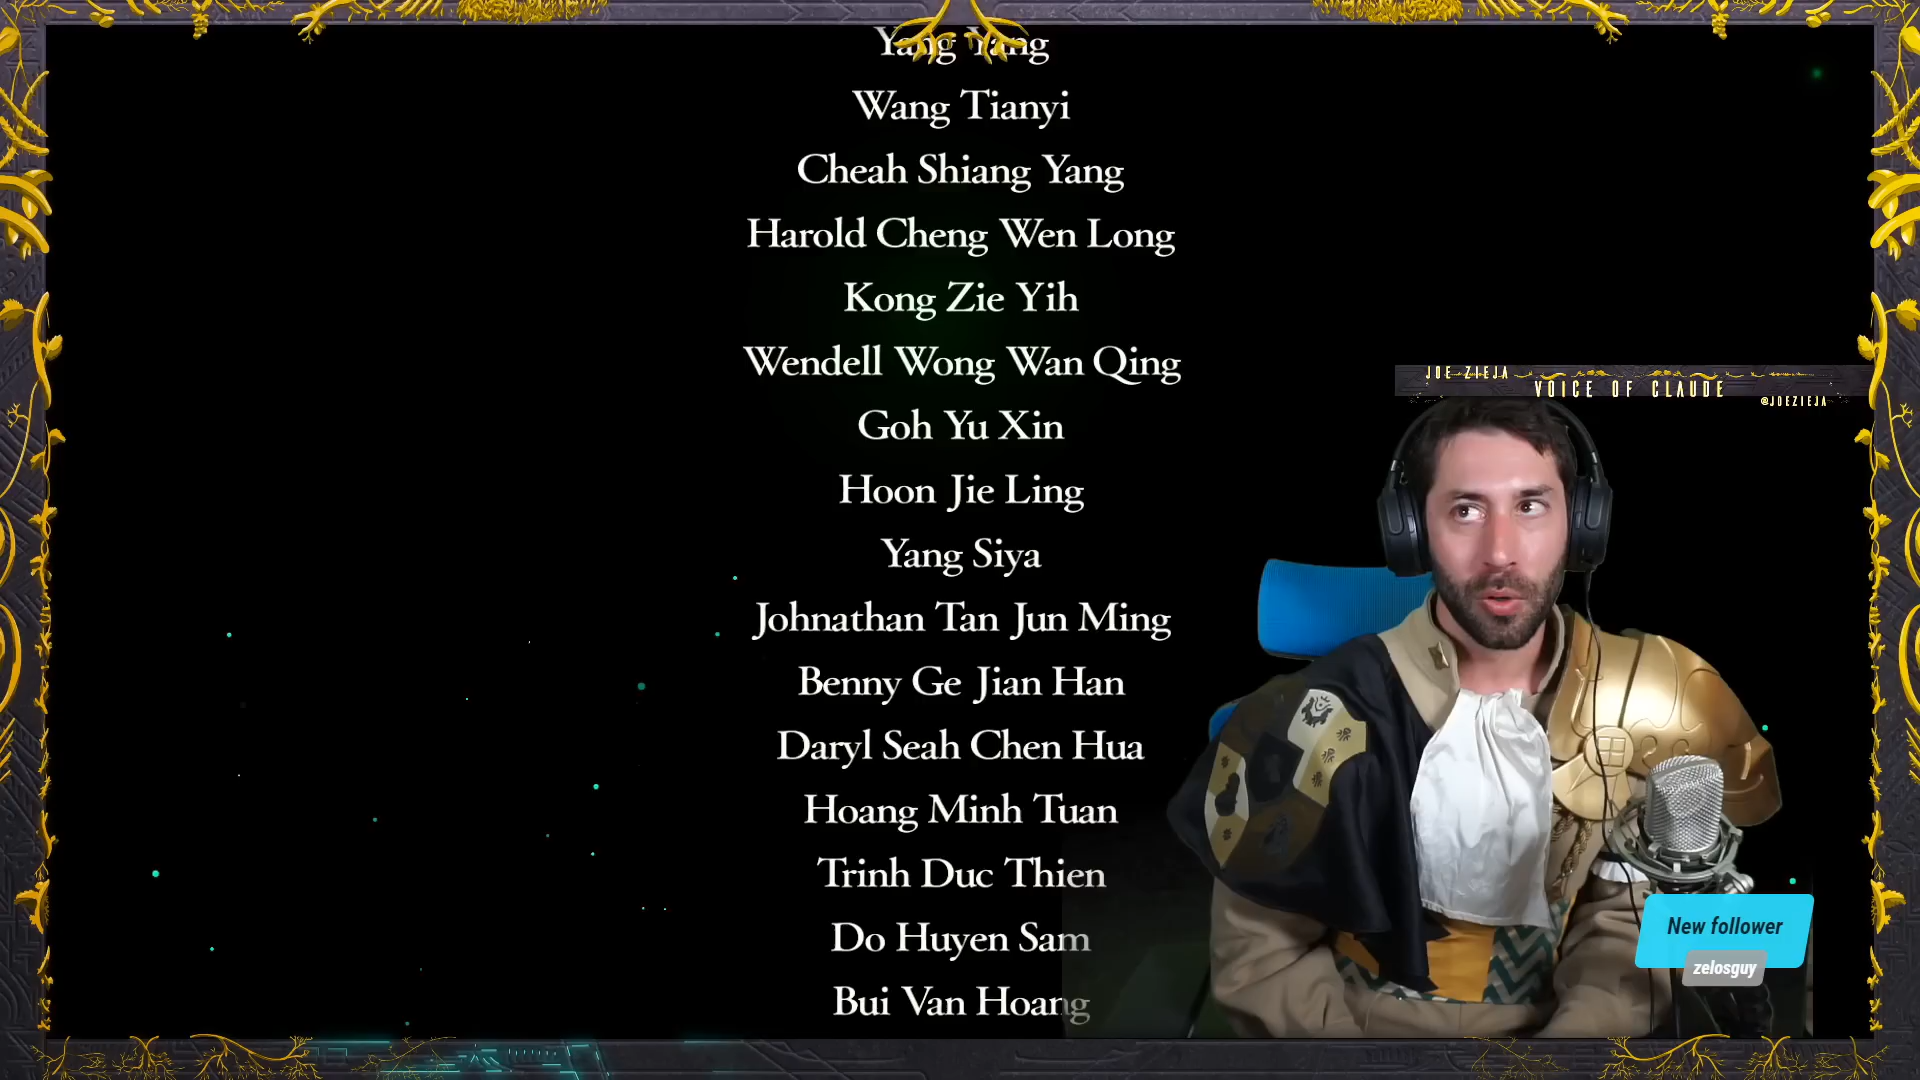 Yang Yang
Wang Tianyi
Cheah Shiang Yang
Harold Cheng Wen Long
Kong Zie Yih
Wendell Wong Wan Qing
Goh Yu Xin
Hoon Jie Ling
Yang Siya
Johnathan Tan Jun Ming
Benny Ge Jian Han
Daryl Seah Chen Hua
Hoang Minh Tuan
Trinh Duc Thien
Do Huyen Sam
Bui Van Hoang
JOE ZIEJA
VOICE OF CLAUDE
@JOEZIEJA
New follower
zelosguy